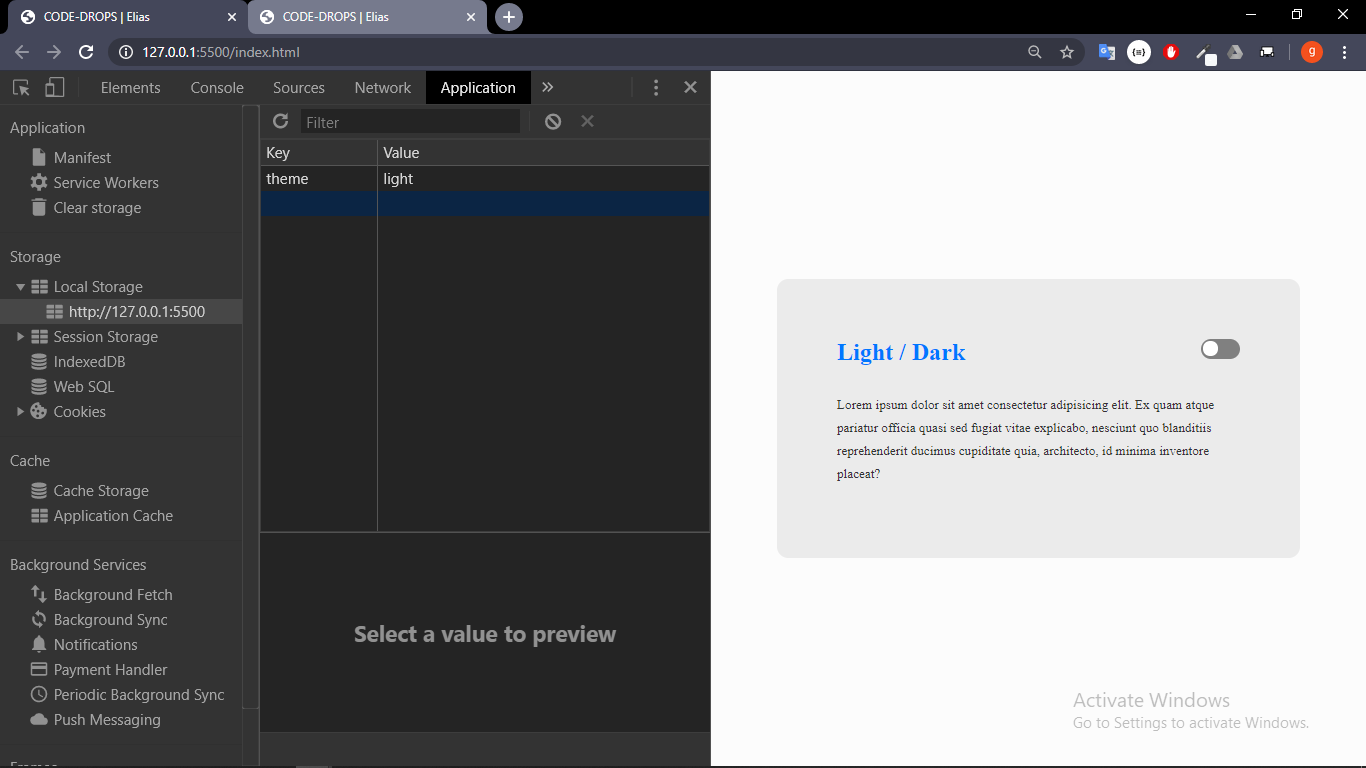 CODE-DROPS | Elias
CODE-DROPS | Elias
127.0.0.1:5500/index.html
g
Elements Console Sources Network Application
Application
Manifest
Service Workers
Clear storage
Storage
Local Storage
http://127.0.0.1:5500
Session Storage
IndexedDB
Web SQL
Cookies
Cache
Cache Storage
Application Cache
Background Services
Background Fetch
Background Sync
Notifications
Payment Handler
Periodic Background Sync
Push Messaging
Frames
Filter
Key Value
theme light
Select a value to preview
Light / Dark
Lorem ipsum dolor sit amet consectetur adipisicing elit. Ex quam atque
pariatur officia quasi sed fugiat vitae explicabo, nesciunt quo blanditiis
reprehenderit ducimus cupiditate quia, architecto, id minima inventore
placeat?
Activate Windows
Go to Settings to activate Windows.